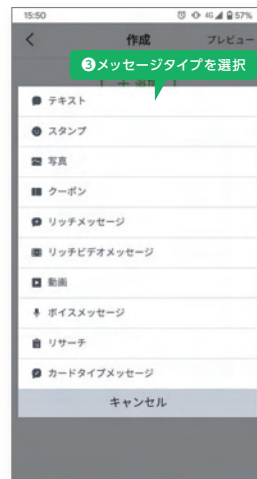 15:50 4G 57%
作成 プレビュー
❸メッセージタイプを選択
＋ 追加
テキスト
スタンプ
写真
クーポン
リッチメッセージ
リッチビデオメッセージ
動画
ボイスメッセージ
リサーチ
カードタイプメッセージ
キャンセル